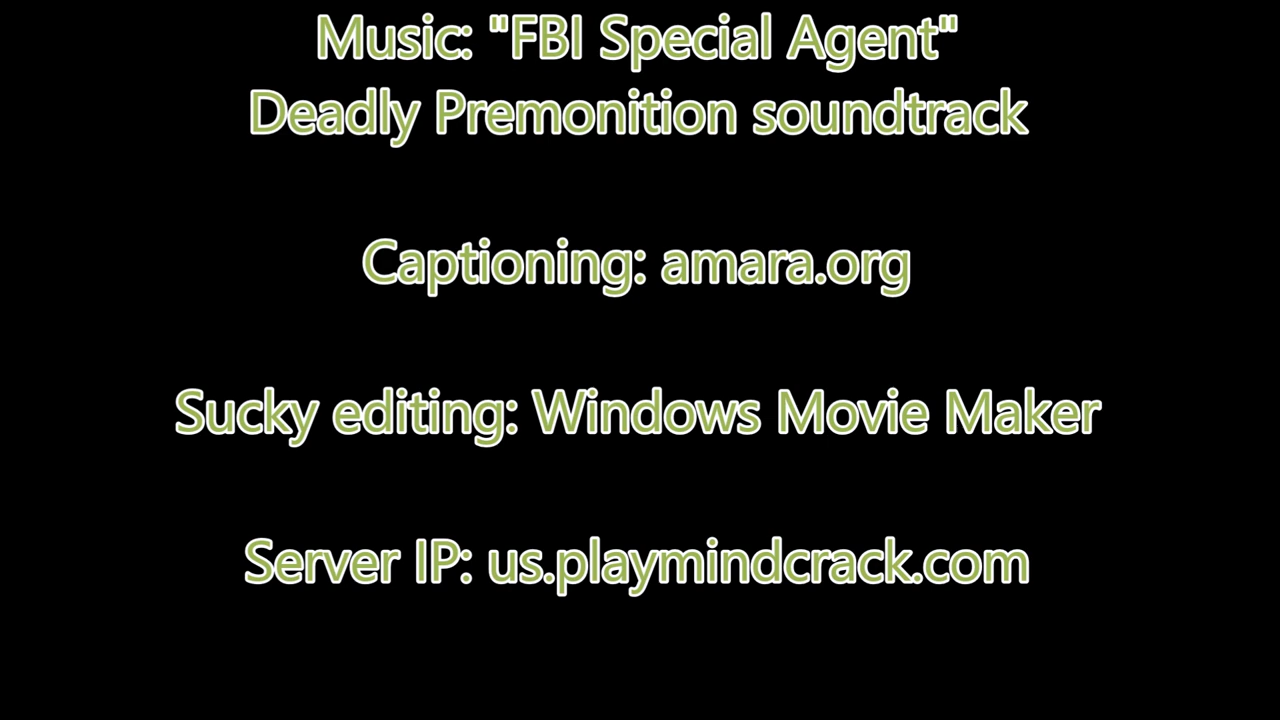 Music: "FBI Special Agent"
Deadly Premonition soundtrack
Captioning: amara.org
Sucky editing: Windows Movie Maker
Server IP: us.playmindcrack.com